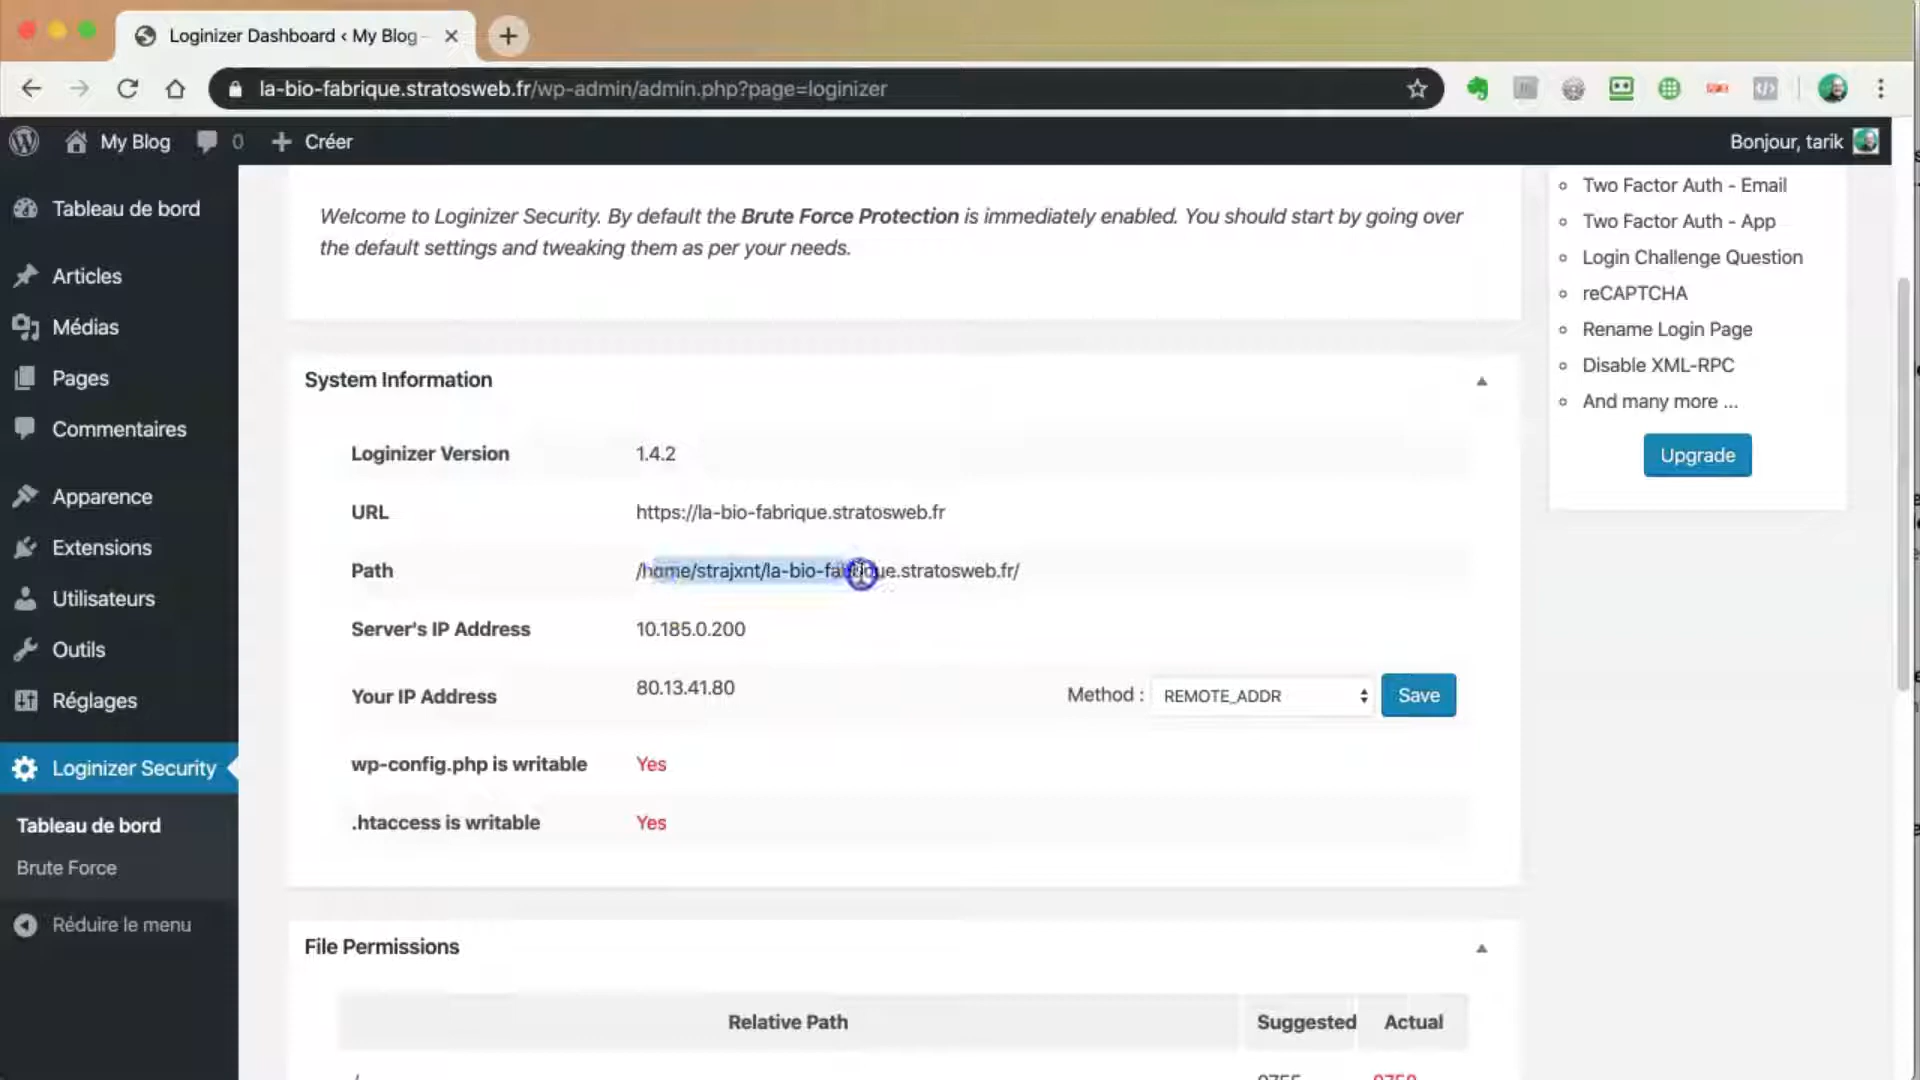 Loginizer Dashboard ‹ My Blog –
la-bio-fabrique.stratosweb.fr/wp-admin/admin.php?page=loginizer
My Blog
0
Créer
Bonjour, tarik
Tableau de bord
Articles
Médias
Pages
Commentaires
Apparence
Extensions
Utilisateurs
Outils
Réglages
Loginizer Security
Tableau de bord
Brute Force
Réduire le menu
Welcome to Loginizer Security. By default the Brute Force Protection is immediately enabled. You should start by going over
the default settings and tweaking them as per your needs.
System Information
Loginizer Version 1.4.2
URL https://la-bio-fabrique.stratosweb.fr
Path /home/strajxnt/la-bio-fabrique.stratosweb.fr/
Server's IP Address 10.185.0.200
Your IP Address 80.13.41.80 Method : REMOTE_ADDR Save
wp-config.php is writable Yes
.htaccess is writable Yes
File Permissions
Relative Path Suggested Actual
Two Factor Auth - Email
Two Factor Auth - App
Login Challenge Question
reCAPTCHA
Rename Login Page
Disable XML-RPC
And many more ...
Upgrade